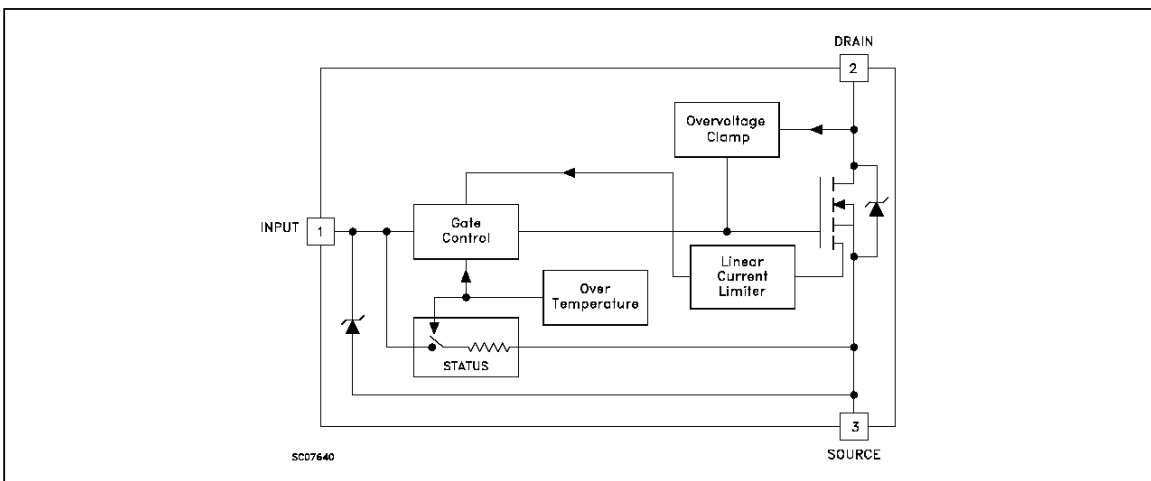 DRAIN
2
Overvoltage
Clamp
INPUT
1
Gate
Control
Linear
Current
Limiter
Over
Temperature
STATUS
3
SOURCE
SC07640